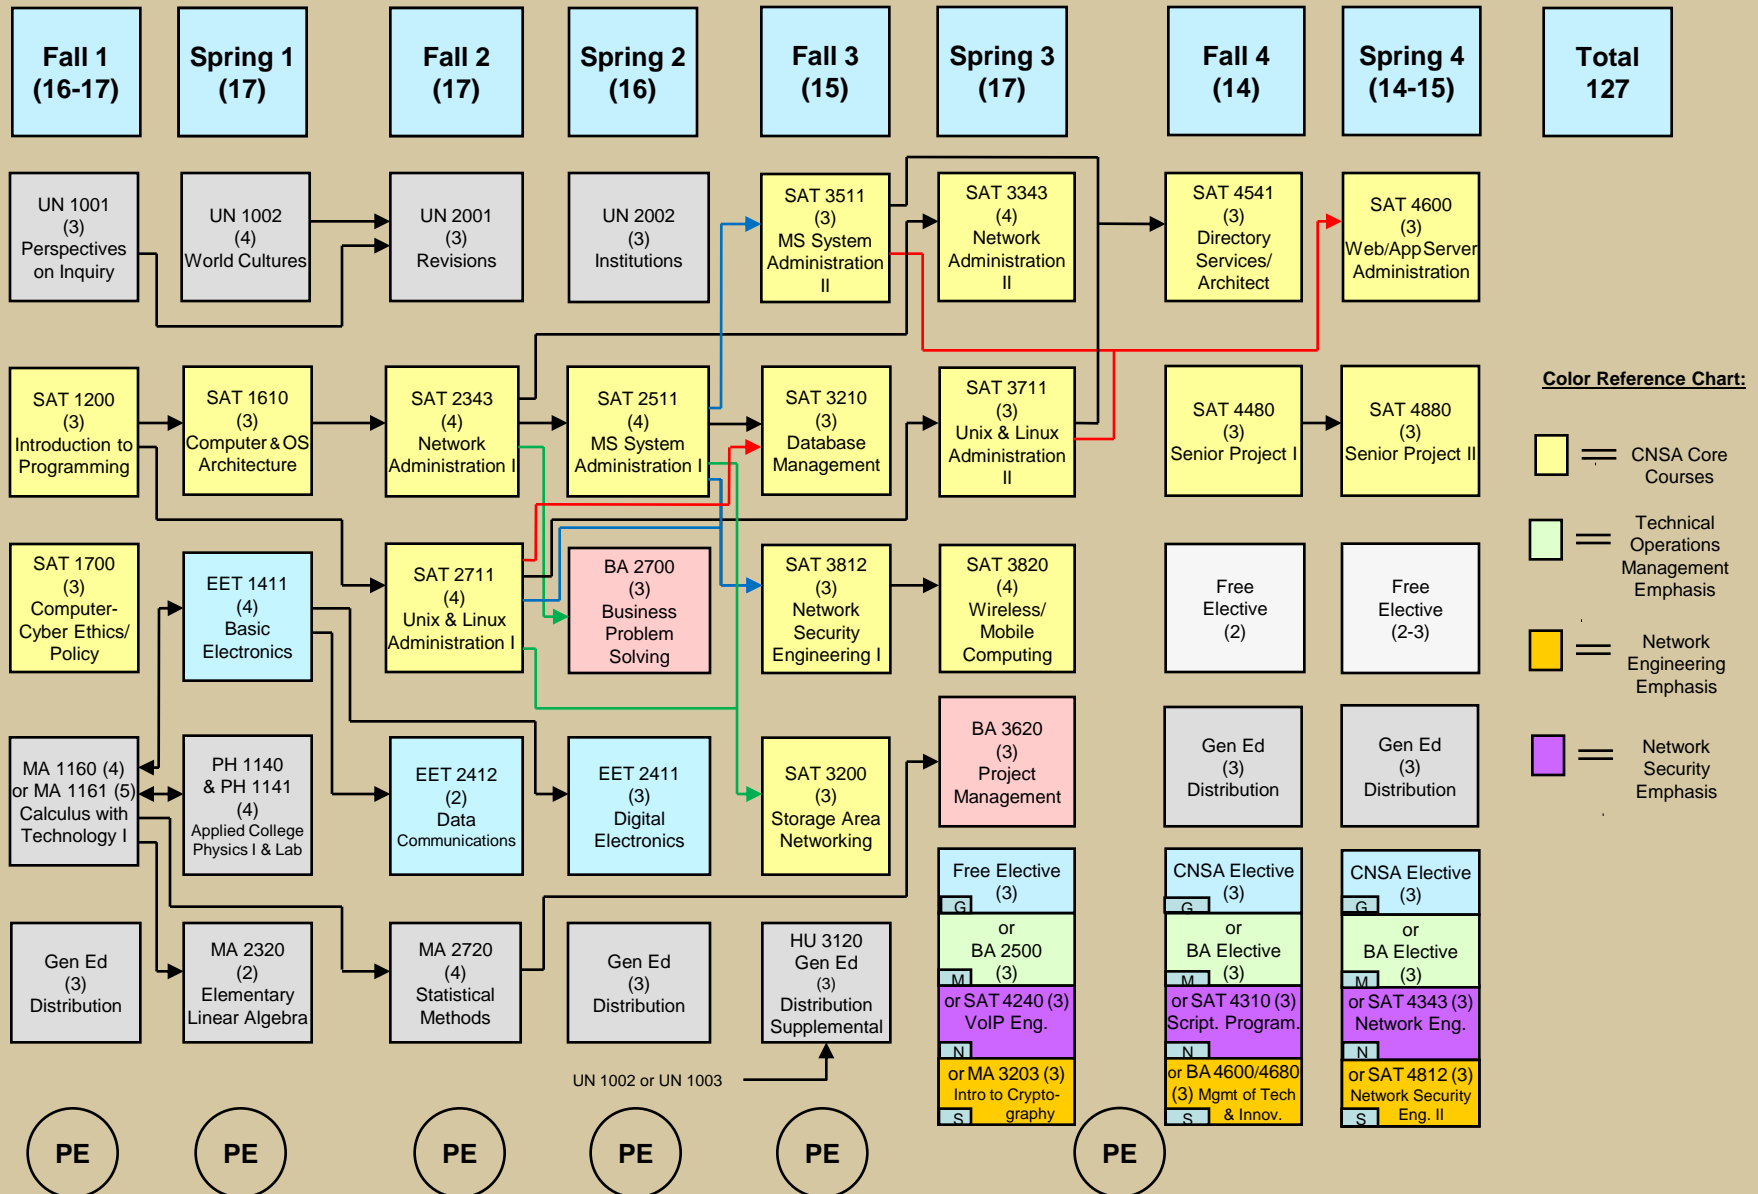 Fall 1
(16-17)
Spring 1
(17)
Fall 2
(17)
Spring 2
(16)
Fall 3
(15)
Spring 3
(17)
Fall 4
(14)
Spring 4
(14-15)
Total
127
UN 1001
(3)
Perspectives
on Inquiry
UN 1002
(4)
World Cultures
UN 2001
(3)
Revisions
UN 2002
(3)
Institutions
SAT 3511
(3)
MS System
Administration
II
SAT 3343
(4)
Network
Administration
II
SAT 4541
(3)
Directory
Services/
Architect
SAT 4600
(3)
Web/App Server
Administration
SAT 1200
(3)
Introduction to
Programming
SAT 1610
(3)
Computer & OS
Architecture
SAT 2343
(4)
Network
Administration I
SAT 2511
(4)
MS System
Administration I
SAT 3210
(3)
Database
Management
SAT 3711
(3)
Unix & Linux
Administration
II
SAT 4480
(3)
Senior Project I
SAT 4880
(3)
Senior Project II
Color Reference Chart:
CNSA Core
Courses
Technical
Operations
Management
Emphasis
Network
Engineering
Emphasis
Network
Security
Emphasis
SAT 1700
(3)
Computer-
Cyber Ethics/
Policy
EET 1411
(4)
Basic
Electronics
SAT 2711
(4)
Unix & Linux
Administration I
BA 2700
(3)
Business
Problem
Solving
SAT 3812
(3)
Network
Security
Engineering I
SAT 3820
(4)
Wireless/
Mobile
Computing
Free
Elective
(2)
Free
Elective
(2-3)
MA 1160 (4)
or MA 1161 (5)
Calculus with
Technology I
PH 1140
& PH 1141
(4)
Applied College
Physics I & Lab
EET 2412
(2)
Data
Communications
EET 2411
(3)
Digital
Electronics
SAT 3200
(3)
Storage Area
Networking
BA 3620
(3)
Project
Management
Gen Ed
(3)
Distribution
Gen Ed
(3)
Distribution
Gen Ed
(3)
Distribution
MA 2320
(2)
Elementary
Linear Algebra
MA 2720
(4)
Statistical
Methods
Gen Ed
(3)
Distribution
HU 3120
Gen Ed
(3)
Distribution
Supplemental
UN 1002 or UN 1003
Free Elective
(3)
G
or
BA 2500
(3)
M
or SAT 4240 (3)
VoIP Eng.
N
or MA 3203 (3)
Intro to Crypto-
graphy
S
CNSA Elective
(3)
G
or
BA Elective
(3)
M
or SAT 4310 (3)
Script. Program.
N
or BA 4600/4680
(3) Mgmt of Tech
& Innov.
S
CNSA Elective
(3)
G
or
BA Elective
(3)
M
or SAT 4343 (3)
Network Eng.
N
or SAT 4812 (3)
Network Security
Eng. II
S
PE
PE
PE
PE
PE
PE